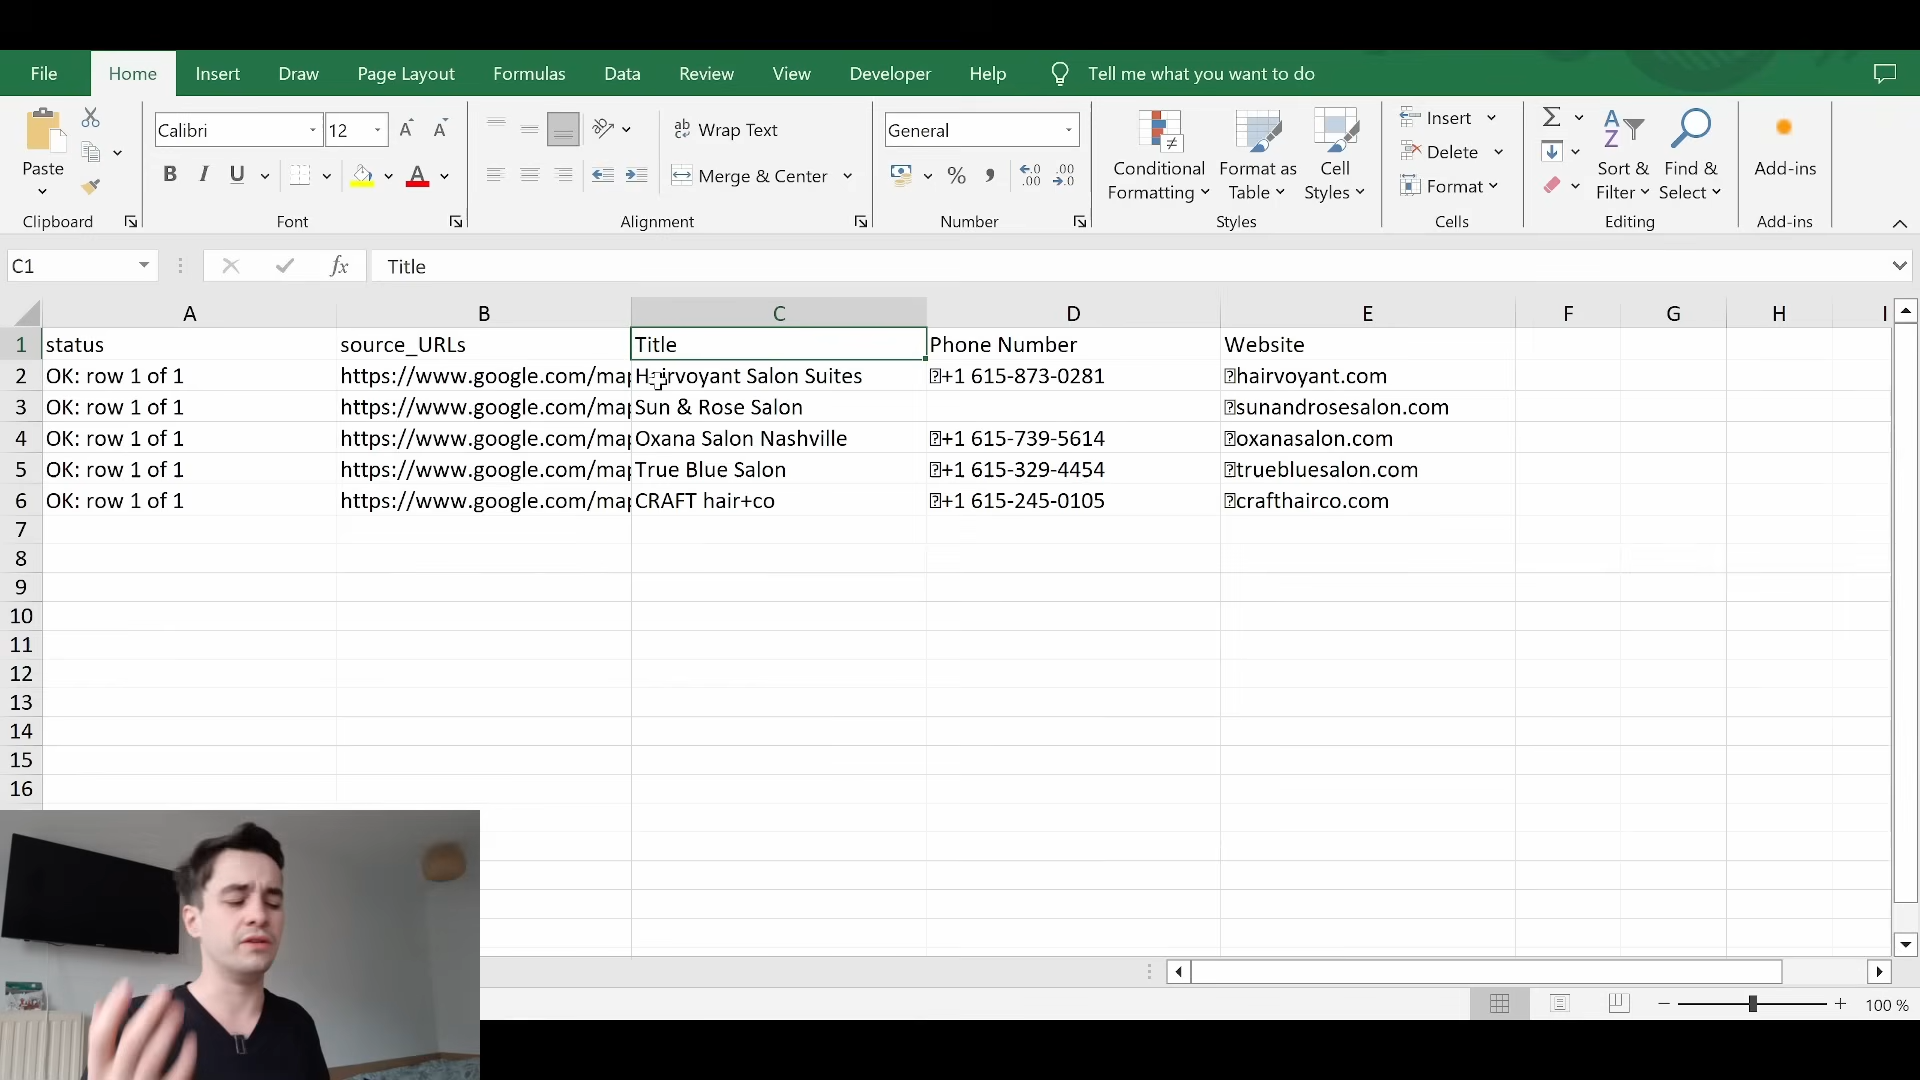 File Home Insert Draw Page Layout Formulas Data Review View Developer Help Tell me what you want to do
Paste
Clipboard
Calibri 12
B I U A
Font
Wrap Text
Merge & Center
Alignment
General
% , .00
Number
Conditional Formatting
Format as Table
Cell Styles
Styles
Insert
Delete
Format
Cells
Sort & Filter
Find & Select
Editing
Add-ins
Add-ins
C1 fx Title
A B C D E F G H I
1 status source_URLs Title Phone Number Website
2 OK: row 1 of 1 https://www.google.com/map Hairvoyant Salon Suites +1 615-873-0281 hairvoyant.com
3 OK: row 1 of 1 https://www.google.com/map Sun & Rose Salon sunandrosesalon.com
4 OK: row 1 of 1 https://www.google.com/map Oxana Salon Nashville +1 615-739-5614 oxanasalon.com
5 OK: row 1 of 1 https://www.google.com/map True Blue Salon +1 615-329-4454 truebluesalon.com
6 OK: row 1 of 1 https://www.google.com/map CRAFT hair+co +1 615-245-0105 crafthairco.com
7
8
9
10
11
12
13
14
15
16
100 %